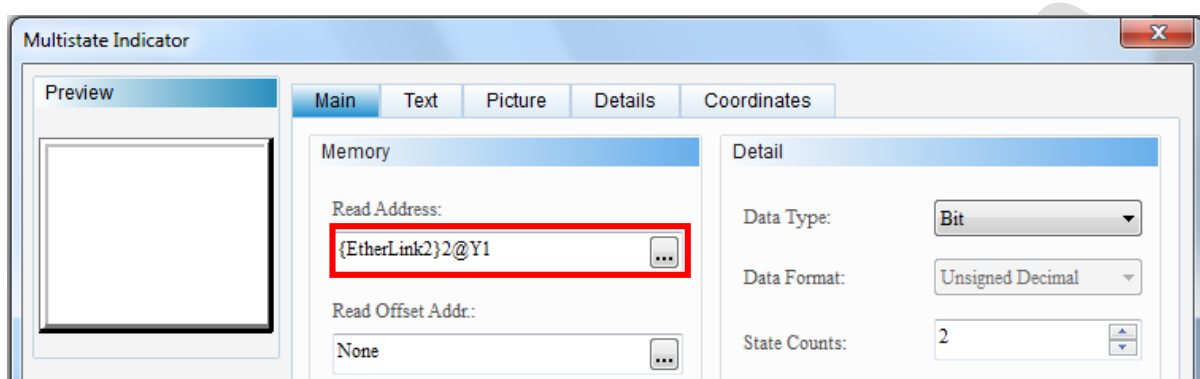 Multistate Indicator
X
Preview
Main Text Picture Details Coordinates
Memory
Read Address:
{EtherLink2}2@Y1
...
Read Offset Addr.:
None
...
Detail
Data Type:
Bit
Data Format:
Unsigned Decimal
State Counts:
2